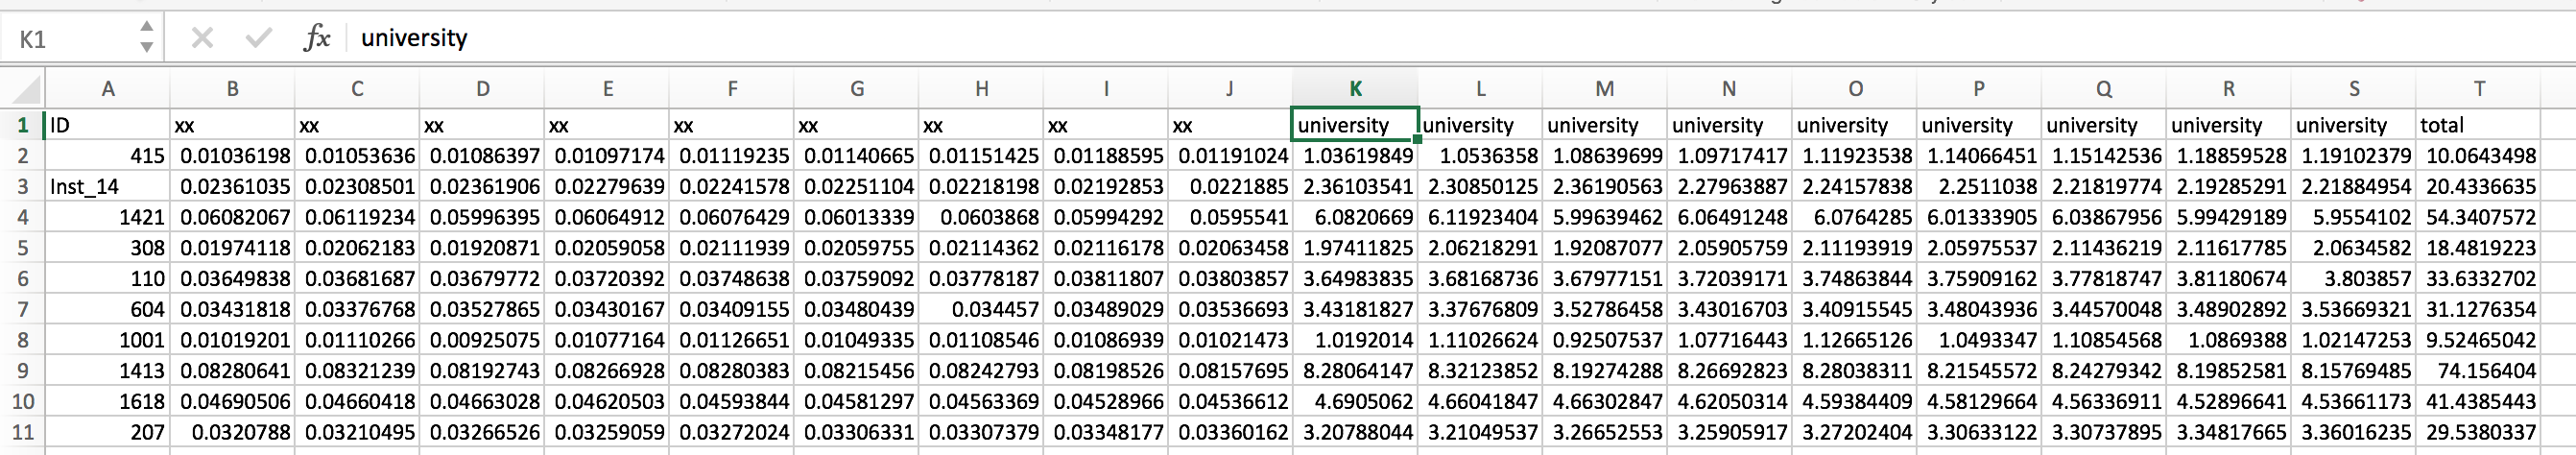 K1 fx university
A B C D E F G H I J K L M N O P Q R S T
1 ID xx xx xx xx xx xx xx xx xx university university university university university university university university university total
2 415 0.01036198 0.01053636 0.01086397 0.01097174 0.01119235 0.01140665 0.01151425 0.01188595 0.01191024 1.03619849 1.0536358 1.08639699 1.09717417 1.11923538 1.14066451 1.15142536 1.18859528 1.19102379 10.0643498
3 Inst_14 0.02361035 0.02308501 0.02361906 0.02279639 0.02241578 0.02251104 0.02218198 0.02192853 0.0221885 2.36103541 2.30850125 2.36190563 2.27963887 2.24157838 2.2511038 2.21819774 2.19285291 2.21884954 20.4336635
4 1421 0.06082067 0.06119234 0.05996395 0.06064912 0.06076429 0.06013339 0.0603868 0.05994292 0.0595541 6.0820669 6.11923404 5.99639462 6.06491248 6.0764285 6.01333905 6.03867956 5.99429189 5.9554102 54.3407572
5 308 0.01974118 0.02062183 0.01920871 0.02059058 0.02111939 0.02059755 0.02114362 0.02116178 0.02063458 1.97411825 2.06218291 1.92087077 2.05905759 2.11193919 2.05975537 2.11436219 2.11617785 2.0634582 18.4819223
6 110 0.03649838 0.03681687 0.03679772 0.03720392 0.03748638 0.03759092 0.03778187 0.03811807 0.03803857 3.64983835 3.68168736 3.67977151 3.72039171 3.74863844 3.75909162 3.77818747 3.81180674 3.803857 33.6332702
7 604 0.03431818 0.03376768 0.03527865 0.03430167 0.03409155 0.03480439 0.034457 0.03489029 0.03536693 3.43181827 3.37676809 3.52786458 3.43016703 3.40915545 3.48043936 3.44570048 3.48902892 3.53669321 31.1276354
8 1001 0.01019201 0.01110266 0.00925075 0.01077164 0.01126651 0.01049335 0.01108546 0.01086939 0.01021473 1.0192014 1.11026624 0.92507537 1.07716443 1.12665126 1.0493347 1.10854568 1.0869388 1.02147253 9.52465042
9 1413 0.08280641 0.08321239 0.08192743 0.08266928 0.08280383 0.08215456 0.08242793 0.08198526 0.08157695 8.28064147 8.32123852 8.19274288 8.26692823 8.28038311 8.21545572 8.24279342 8.19852581 8.15769485 74.156404
10 1618 0.04690506 0.04660418 0.04663028 0.04620503 0.04593844 0.04581297 0.04563369 0.04528966 0.04536612 4.6905062 4.66041847 4.66302847 4.62050314 4.59384409 4.58129664 4.56336911 4.52896641 4.53661173 41.4385443
11 207 0.0320788 0.03210495 0.03266526 0.03259059 0.03272024 0.03306331 0.03307379 0.03348177 0.03360162 3.20788044 3.21049537 3.26652553 3.25905917 3.27202404 3.30633122 3.30737895 3.34817665 3.36016235 29.5380337